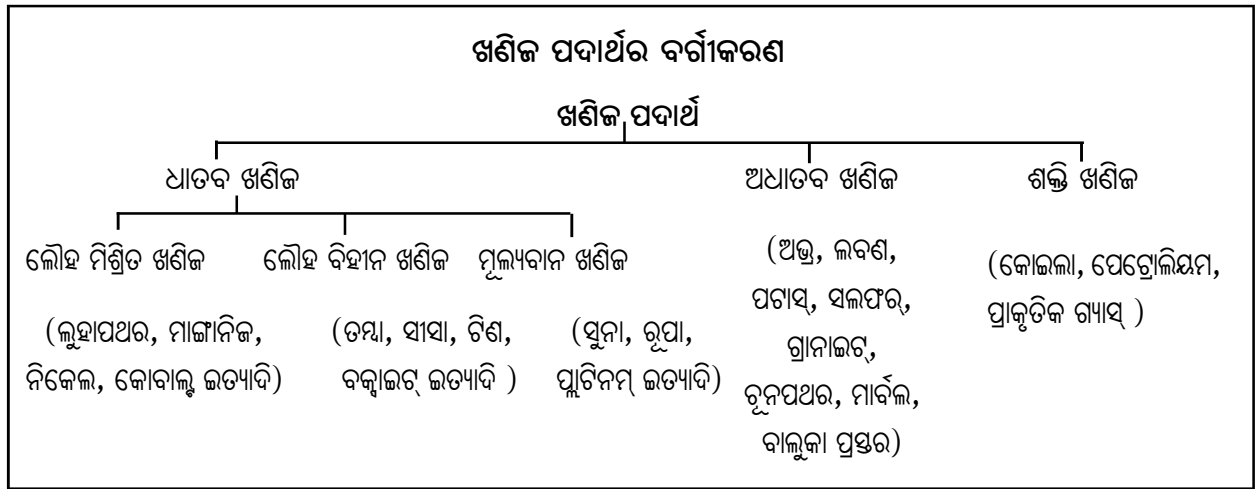 ଖଣିଜ ପଦାର୍ଥର ବର୍ଗୀକରଣ
ଖଣିଜ ପଦାର୍ଥ
ଧାତବ ଖଣିଜ ଅଧାତବ ଖଣିଜ ଶକ୍ତି ଖଣିଜ
ଲୌହ ମିଶ୍ରିତ ଖଣିଜ ଲୌହ ବିହୀନ ଖଣିଜ ମୂଲ୍ୟବାନ ଖଣିଜ
(ଲୁହାପଥର, ମାଙ୍ଗାନିଜ,
ନିକେଲ, କୋବାଲ୍ଟ ଇତ୍ୟାଦି)
(ତମ୍ବା, ସୀସା, ଟିଣ,
ବକ୍ସାଇଟ୍ ଇତ୍ୟାଦି )
(ସୁନା, ରୂପା,
ପ୍ଲାଟିନମ୍ ଇତ୍ୟାଦି)
(ଅଭ୍ର, ଲବଣ,
ପଟାସ୍, ସଲଫର୍,
ଗ୍ରାନାଇଟ୍,
ଚୂନପଥର, ମାର୍ବଲ,
ବାଲୁକା ପ୍ରସ୍ତର)
(କୋଇଲା, ପେଟ୍ରୋଲିୟମ,
ପ୍ରାକୃତିକ ଗ୍ୟାସ୍ )